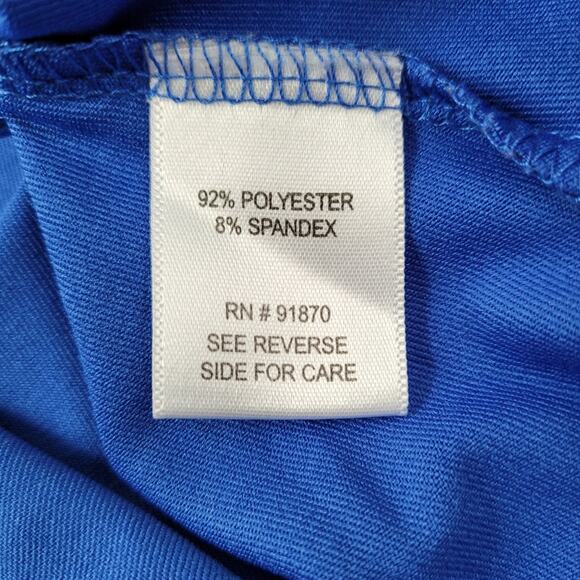 92% POLYESTER
8% SPANDEX
RN # 91870
SEE REVERSE
SIDE FOR CARE